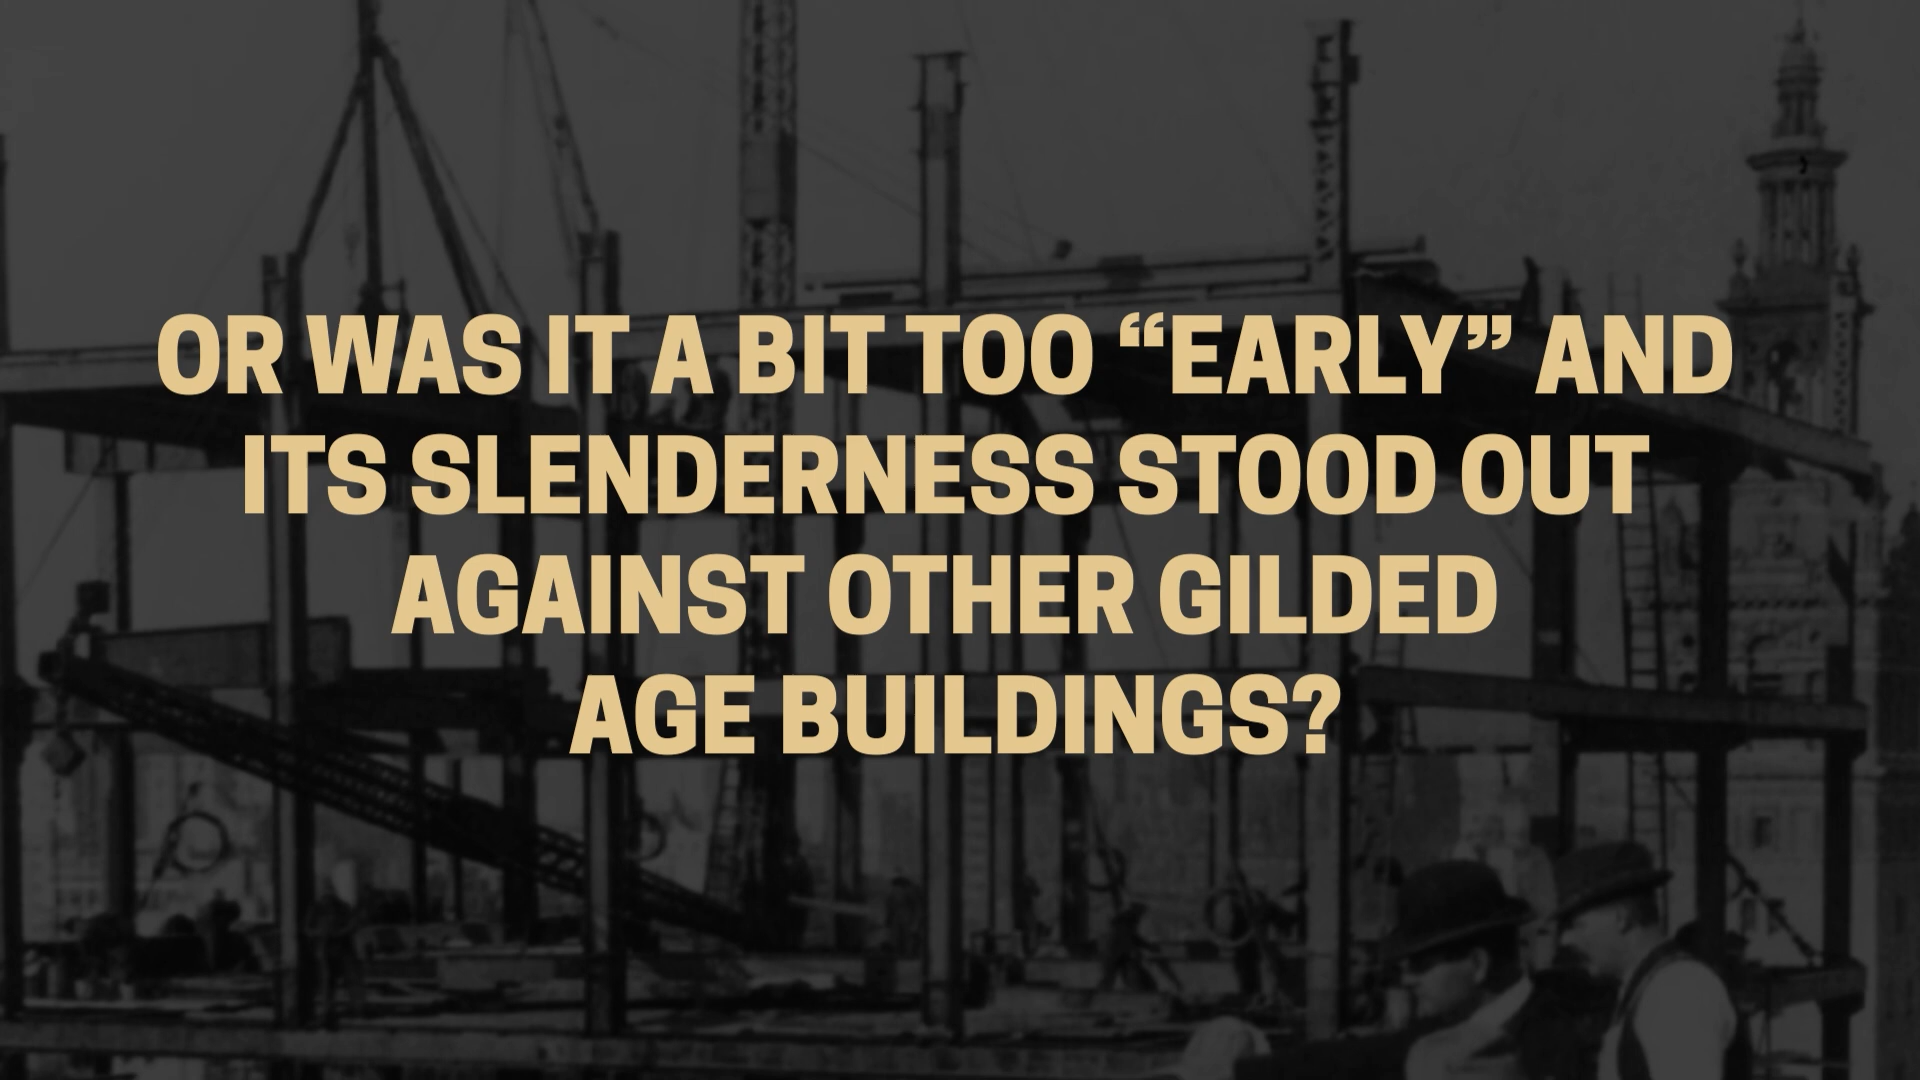 OR WAS IT A BIT TOO “EARLY” AND
ITS SLENDERNESS STOOD OUT
AGAINST OTHER GILDED
AGE BUILDINGS?